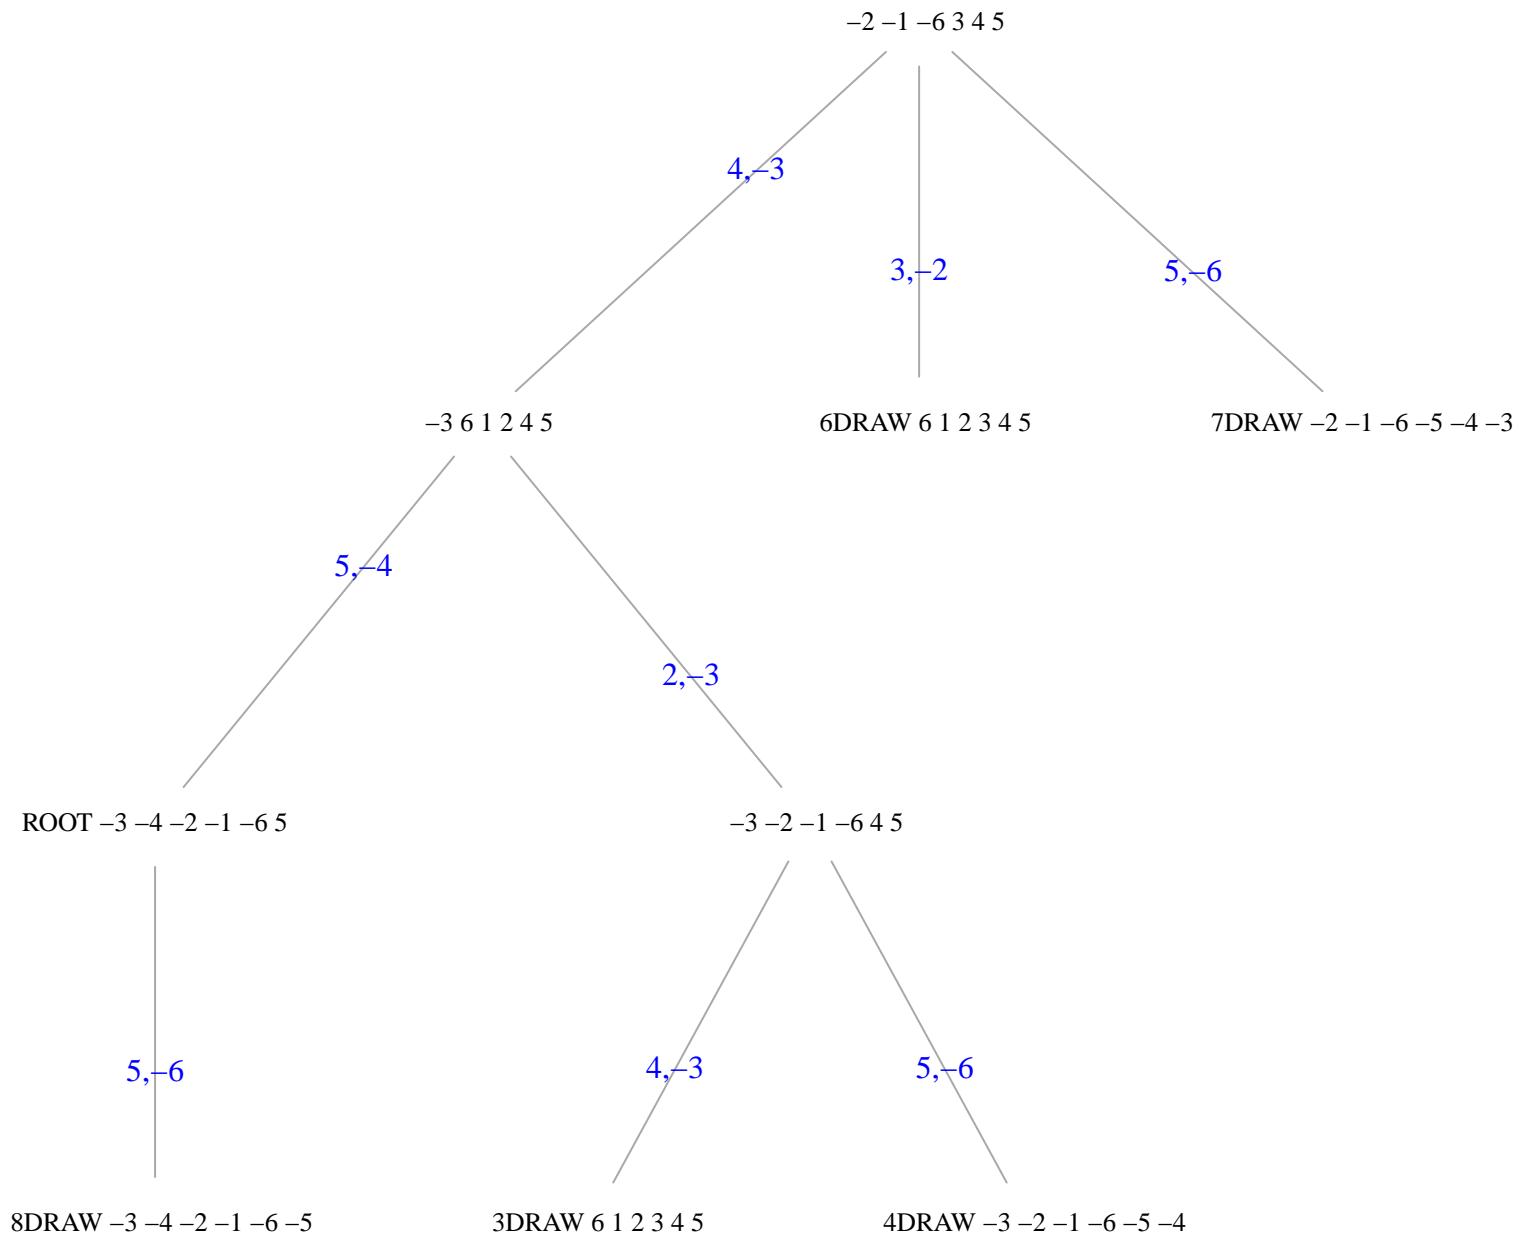 –2 –1 –6 3 4 5
4,–3
3,–2
5,–6
–3 6 1 2 4 5
6DRAW 6 1 2 3 4 5
7DRAW –2 –1 –6 –5 –4 –3
5,–4
2,–3
ROOT –3 –4 –2 –1 –6 5
–3 –2 –1 –6 4 5
5,–6
4,–3
5,–6
8DRAW –3 –4 –2 –1 –6 –5
3DRAW 6 1 2 3 4 5
4DRAW –3 –2 –1 –6 –5 –4